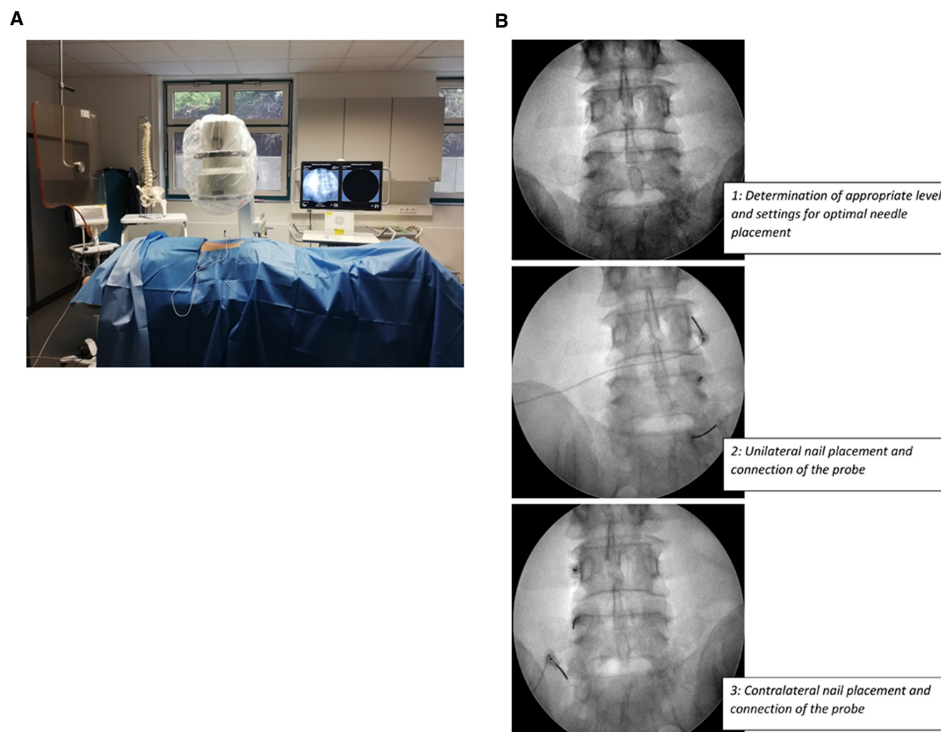 A
B
1: Determination of appropriate level
and settings for optimal needle
placement
2: Unilateral nail placement and
connection of the probe
3: Contralateral nail placement and
connection of the probe